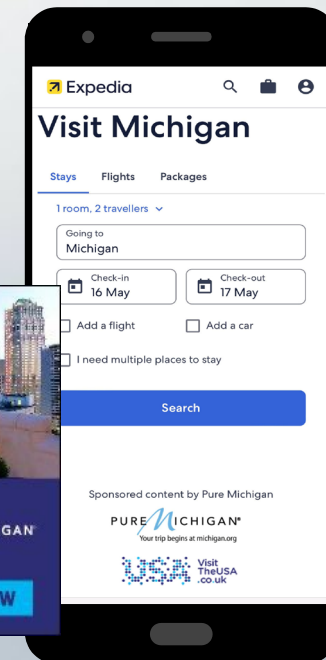 Expedia
Visit Michigan
Stays Flights Packages
1 room, 2 travellers
Going to
Michigan
Check-in
16 May
Check-out
17 May
Add a flight
Add a car
I need multiple places to stay
Search
Sponsored content by Pure Michigan
PURE MICHIGAN®
Your trip begins at michigan.org
USA
Visit
TheUSA
.co.uk